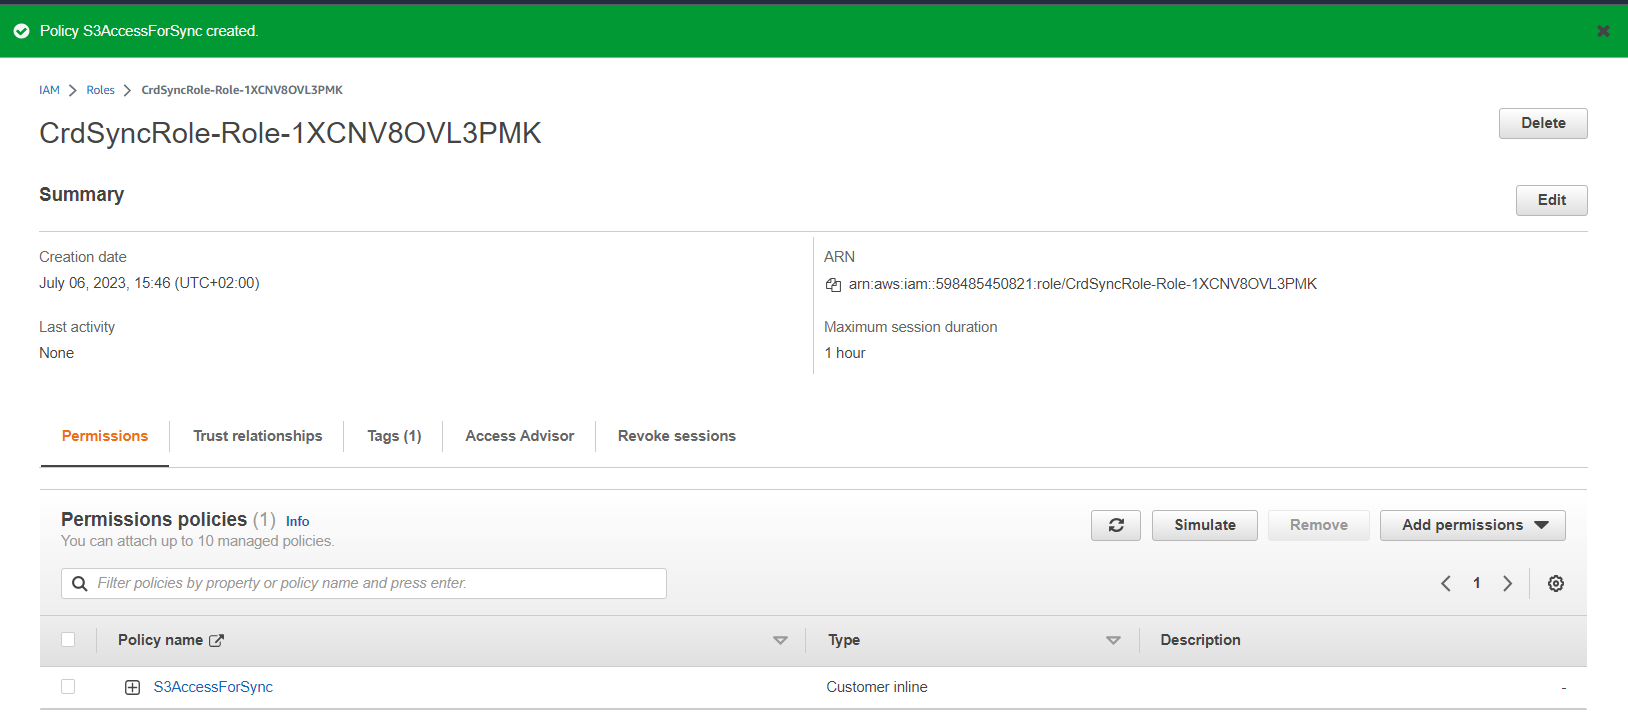 Policy S3AccessForSync created.
IAM > Roles > CrdSyncRole-Role-1XCNV8OVL3PMK
CrdSyncRole-Role-1XCNV8OVL3PMK
Delete
Summary
Edit
Creation date
July 06, 2023, 15:46 (UTC+02:00)
ARN
arn:aws:iam::598485450821:role/CrdSyncRole-Role-1XCNV8OVL3PMK
Last activity
None
Maximum session duration
1 hour
Permissions Trust relationships Tags (1) Access Advisor Revoke sessions
Permissions policies (1) Info
You can attach up to 10 managed policies.
Simulate Remove Add permissions
Filter policies by property or policy name and press enter.
1
Policy name Type Description
S3AccessForSync Customer inline -